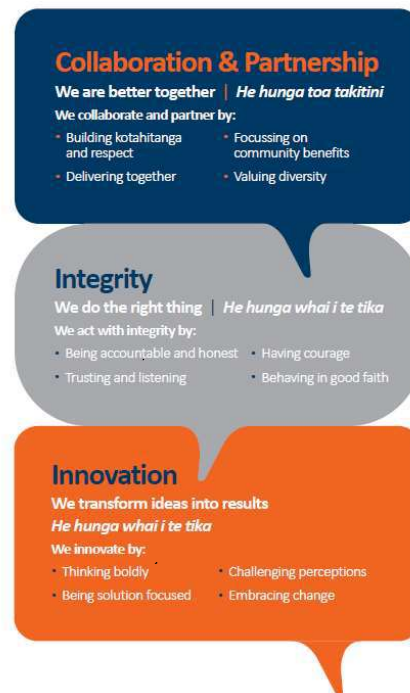 Collaboration & Partnership
We are better together | He hunga toa takitini
We collaborate and partner by:
• Building kotahitanga and respect
• Delivering together
• Focussing on community benefits
• Valuing diversity
Integrity
We do the right thing | He hunga whai i te tika
We act with integrity by:
• Being accountable and honest
• Trusting and listening
• Having courage
• Behaving in good faith
Innovation
We transform ideas into results
He hunga whai i te tika
We innovate by:
• Thinking boldly
• Being solution focused
• Challenging perceptions
• Embracing change